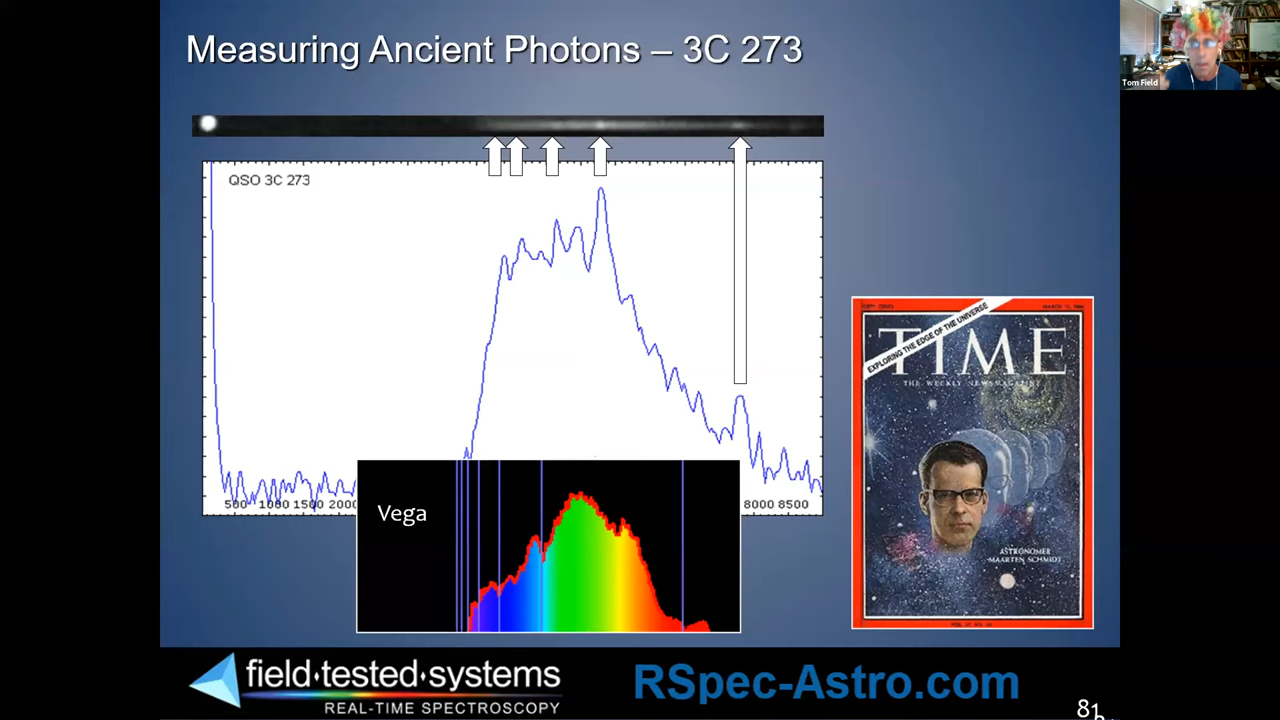 Measuring Ancient Photons – 3C 273
Tom Field
QSO 3C 273
500 1000 1500 2000
8000 8500
Vega
EXPLORING THE EDGE OF THE UNIVERSE
TIME
THE WEEKLY NEWSMAGAZINE
ASTRONOMER
MAARTEN SCHMIDT
field·tested·systems
REAL-TIME SPECTROSCOPY
RSpec-Astro.com
81